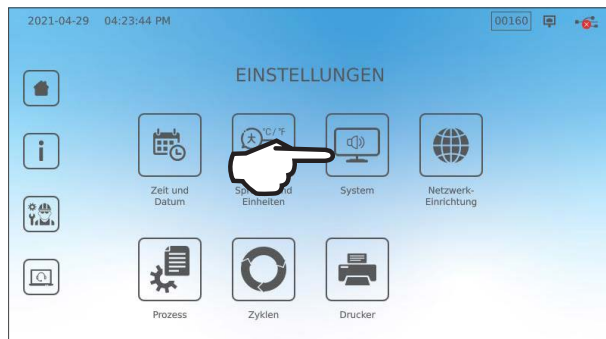 2021-04-29 04:23:44 PM
00160
EINSTELLUNGEN
°C/°F
Zeit und
Datum
Einheiten
System
Netzwerk-
Einrichtung
Prozess
Zyklen
Drucker